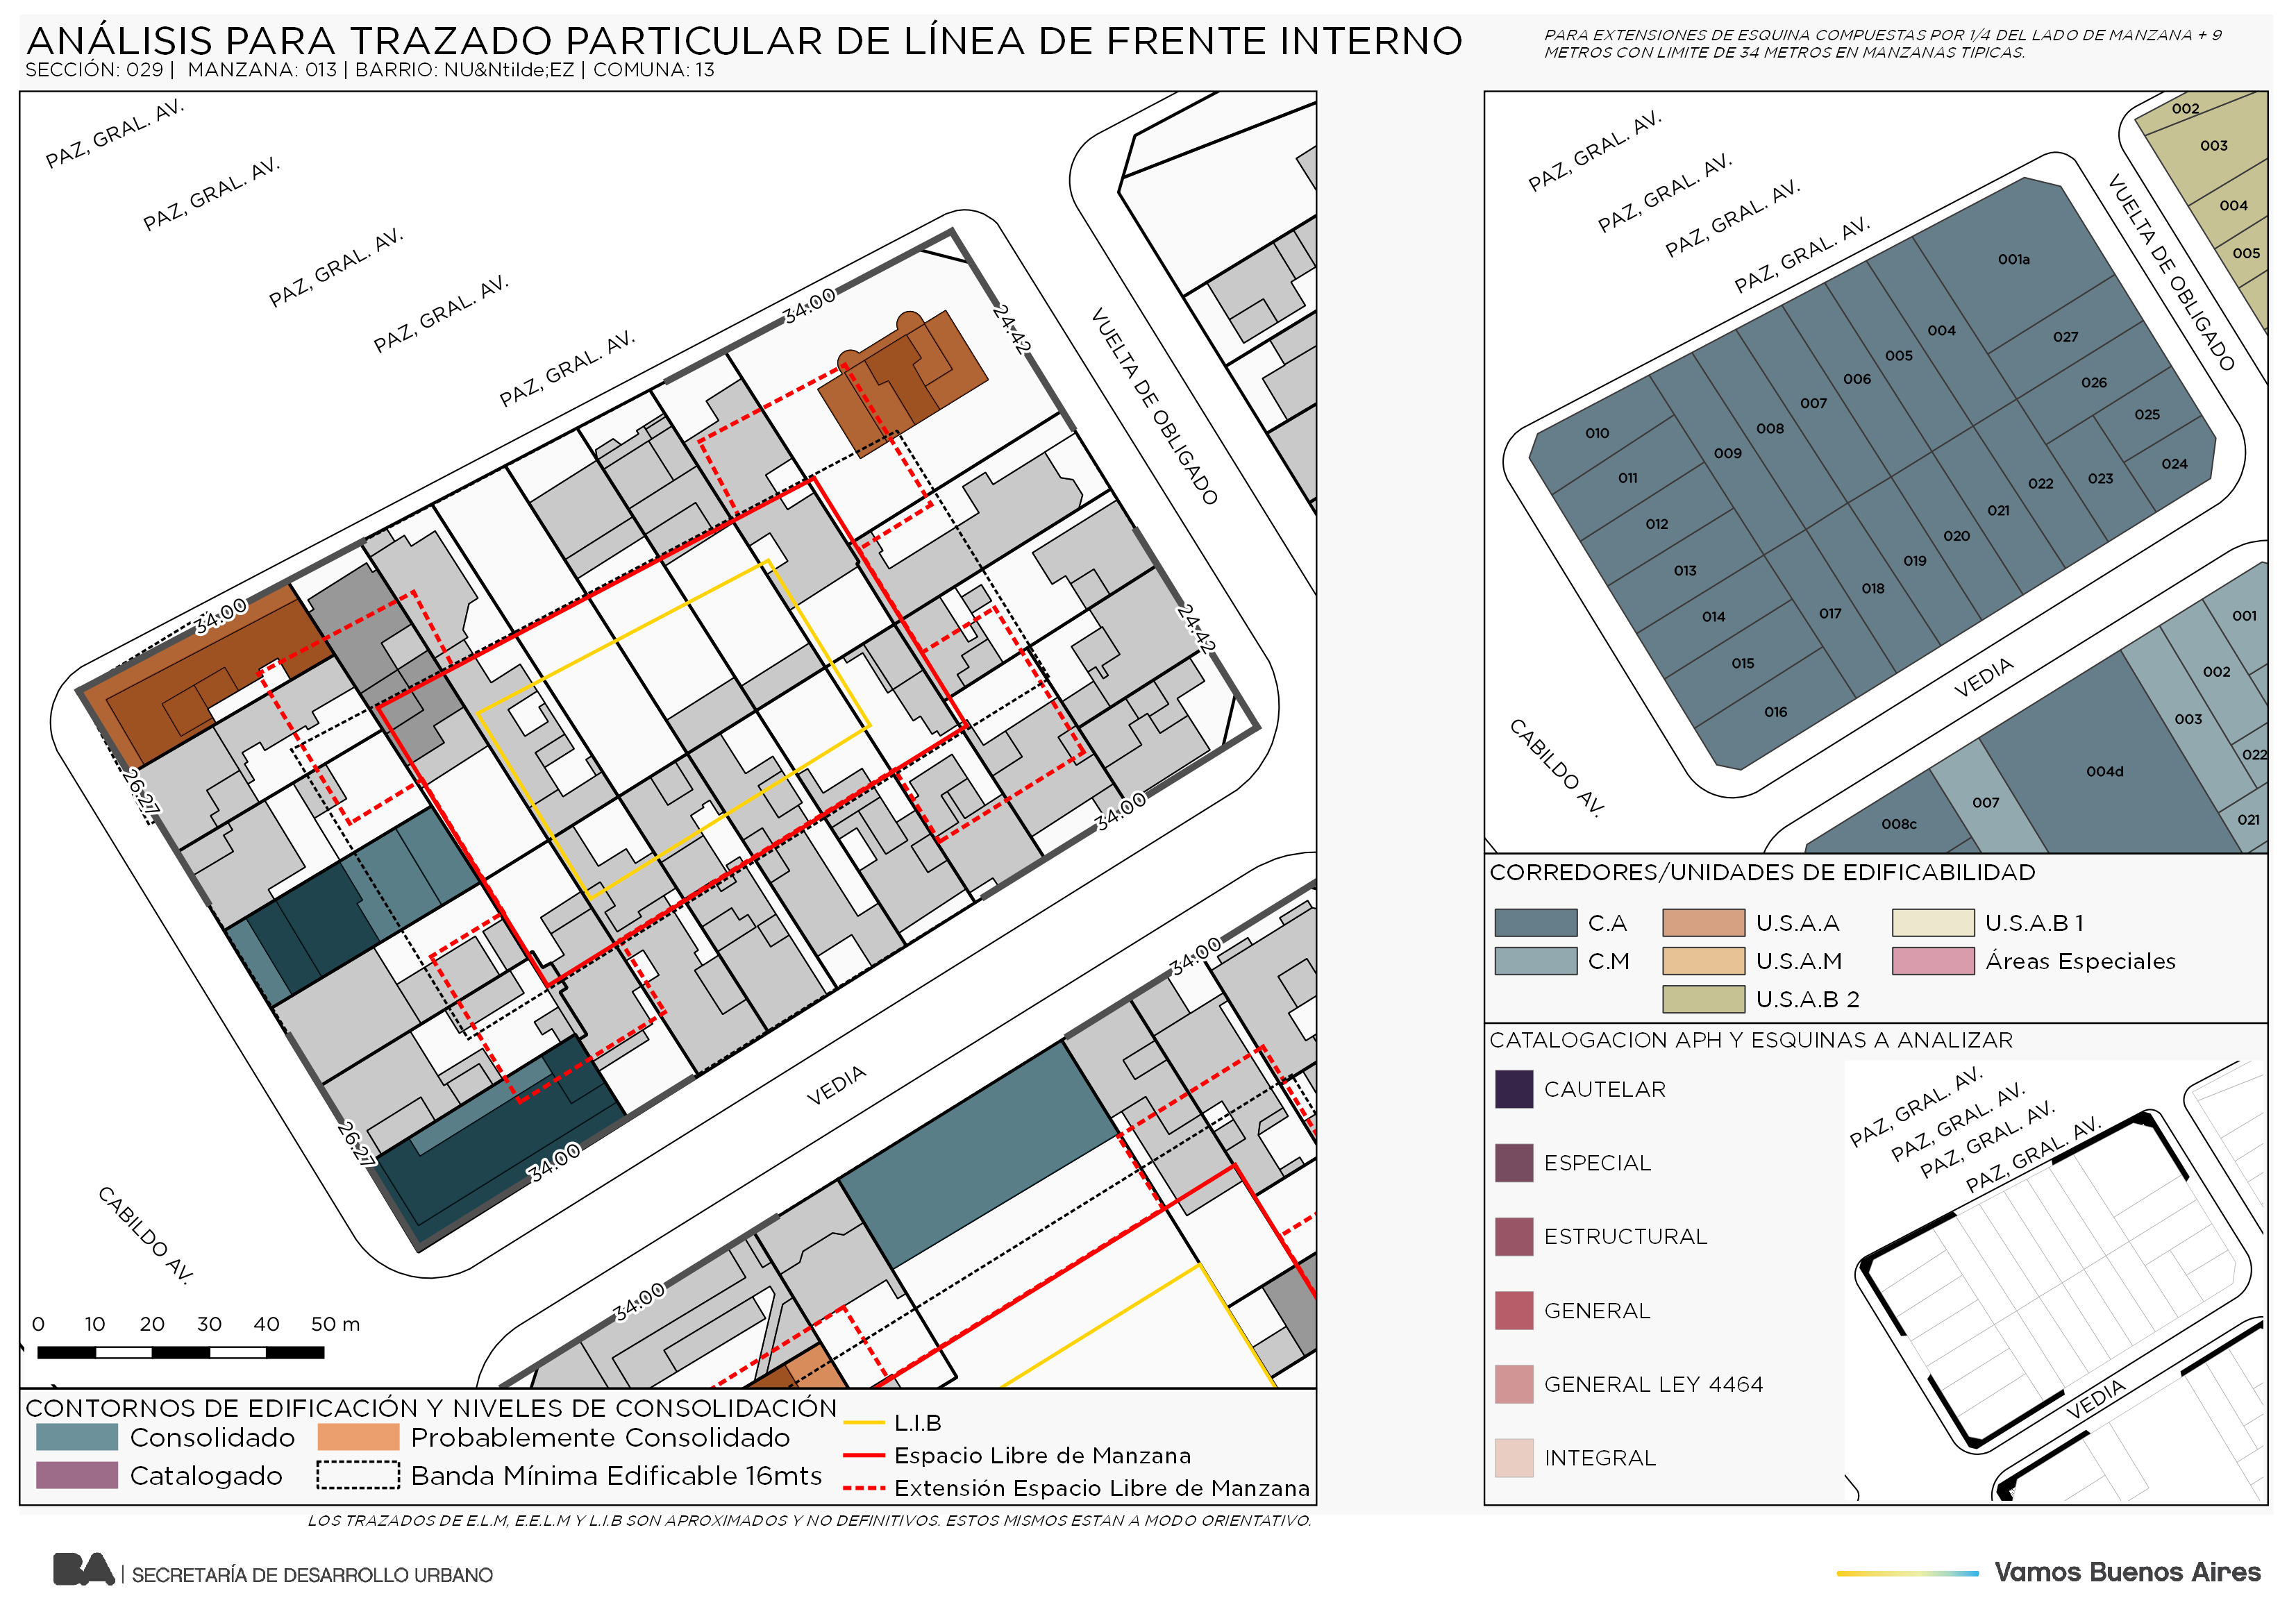 ANÁLISIS PARA TRAZADO PARTICULAR DE LÍNEA DE FRENTE INTERNO
SECCIÓN: 029 | MANZANA: 013 | BARRIO: NU&Ntilde;EZ | COMUNA: 13
PARA EXTENSIONES DE ESQUINA COMPUESTAS POR 1/4 DEL LADO DE MANZANA + 9
METROS CON LIMITE DE 34 METROS EN MANZANAS TIPICAS.
PAZ, GRAL. AV.
PAZ, GRAL. AV.
PAZ, GRAL. AV.
PAZ, GRAL. AV.
PAZ, GRAL. AV.
34.00
24.42
VUELTA DE OBLIGADO
34.00
26.27
24.42
34.00
26.27
34.00
VEDIA
34.00
34.00
CABILDO AV.
0 10 20 30 40 50 m
CONTORNOS DE EDIFICACIÓN Y NIVELES DE CONSOLIDACIÓN
Consolidado
Probablemente Consolidado
Catalogado
Banda Mínima Edificable 16mts
L.I.B
Espacio Libre de Manzana
Extensión Espacio Libre de Manzana
LOS TRAZADOS DE E.L.M, E.E.L.M Y L.I.B SON APROXIMADOS Y NO DEFINITIVOS. ESTOS MISMOS ESTAN A MODO ORIENTATIVO.
PAZ, GRAL. AV.
PAZ, GRAL. AV.
PAZ, GRAL. AV.
PAZ, GRAL. AV.
VUELTA DE OBLIGADO
002
003
004
005
001a
027
026
025
024
023
022
021
020
019
018
017
004
005
006
007
008
009
010
011
012
013
014
015
016
VEDIA
CABILDO AV.
001
002
003
022
021
004d
007
008c
CORREDORES/UNIDADES DE EDIFICABILIDAD
C.A
U.S.A.A
U.S.A.B 1
C.M
U.S.A.M
Áreas Especiales
U.S.A.B 2
CATALOGACION APH Y ESQUINAS A ANALIZAR
CAUTELAR
ESPECIAL
ESTRUCTURAL
GENERAL
GENERAL LEY 4464
INTEGRAL
PAZ, GRAL. AV.
PAZ, GRAL. AV.
PAZ, GRAL. AV.
PAZ, GRAL. AV.
VEDIA
BA | SECRETARÍA DE DESARROLLO URBANO
Vamos Buenos Aires